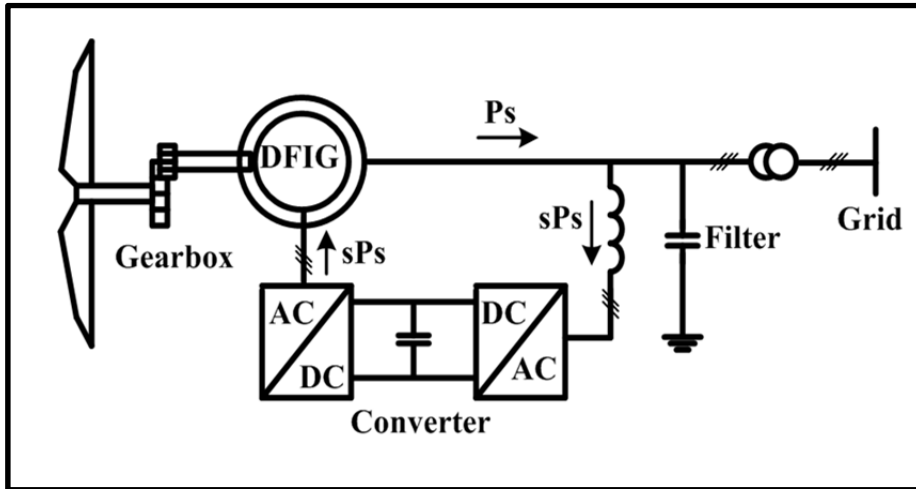 Ps
DFIG
sPs
Grid
Filter
Gearbox
sPs
AC
DC
DC
AC
Converter